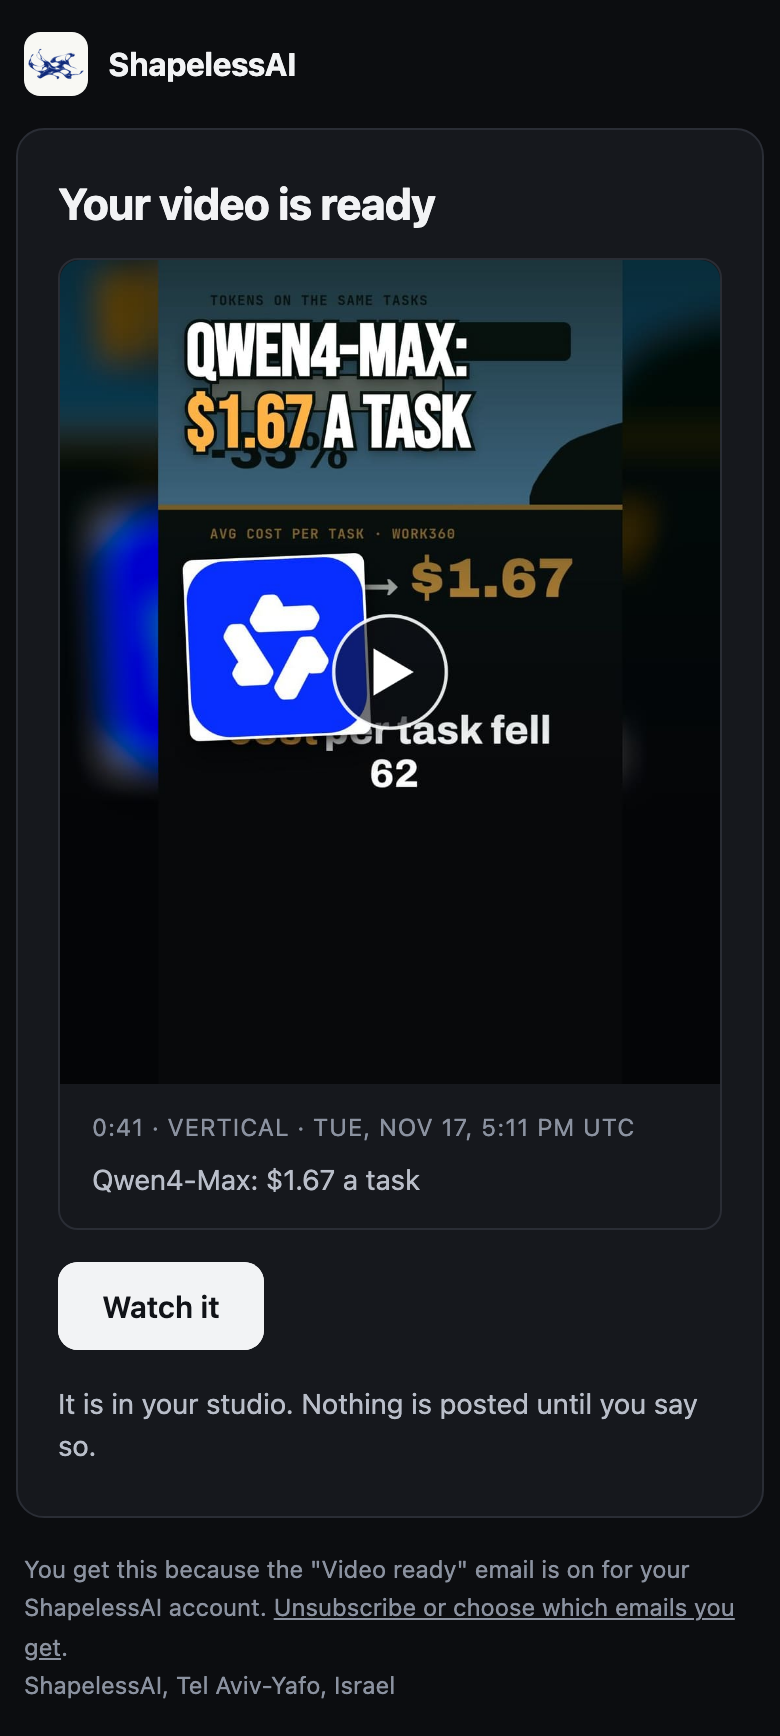 ShapelessAI
Your video is ready
TOKENS ON THE SAME TASKS
QWEN4-MAX:
$1.67 A TASK
-35%
AVG COST PER TASK · WORK360
→ $1.67
cost per task fell
62
0:41 · VERTICAL · TUE, NOV 17, 5:11 PM UTC
Qwen4-Max: $1.67 a task
Watch it
It is in your studio. Nothing is posted until you say
so.
You get this because the "Video ready" email is on for your
ShapelessAI account. Unsubscribe or choose which emails you
get.
ShapelessAI, Tel Aviv-Yafo, Israel